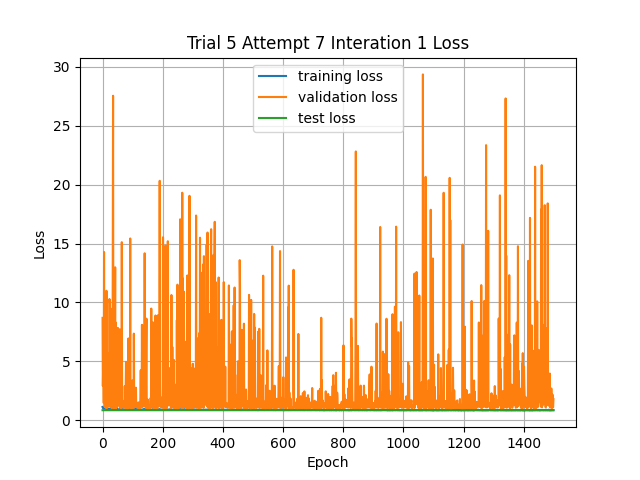 Trial 5 Attempt 7 Interation 1 Loss
training loss
validation loss
test loss
Loss
30
25
20
15
10
5
0
0 200 400 600 800 1000 1200 1400
Epoch